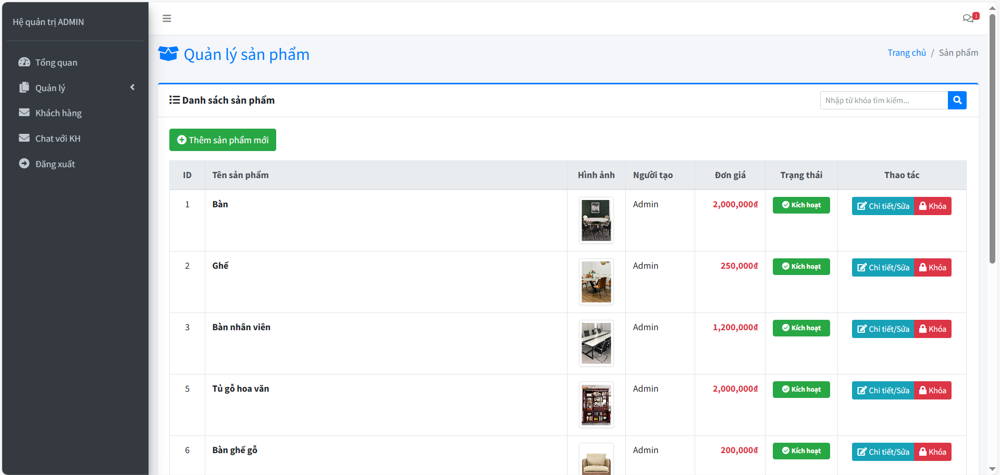 Hệ quản trị ADMIN
Tổng quan
Quản lý
Khách hàng
Chat với KH
Đăng xuất
1
Quản lý sản phẩm
Trang chủ / Sản phẩm
Danh sách sản phẩm
Nhập từ khóa tìm kiếm...
Thêm sản phẩm mới
ID Tên sản phẩm Hình ảnh Người tạo Đơn giá Trạng thái Thao tác
1 Bàn Admin 2,000,000đ Kích hoạt Chi tiết/Sửa Khóa
2 Ghế Admin 250,000đ Kích hoạt Chi tiết/Sửa Khóa
3 Bàn nhân viên Admin 1,200,000đ Kích hoạt Chi tiết/Sửa Khóa
5 Tủ gỗ hoa văn Admin 2,000,000đ Kích hoạt Chi tiết/Sửa Khóa
6 Bàn ghế gỗ Admin 200,000đ Kích hoạt Chi tiết/Sửa Khóa